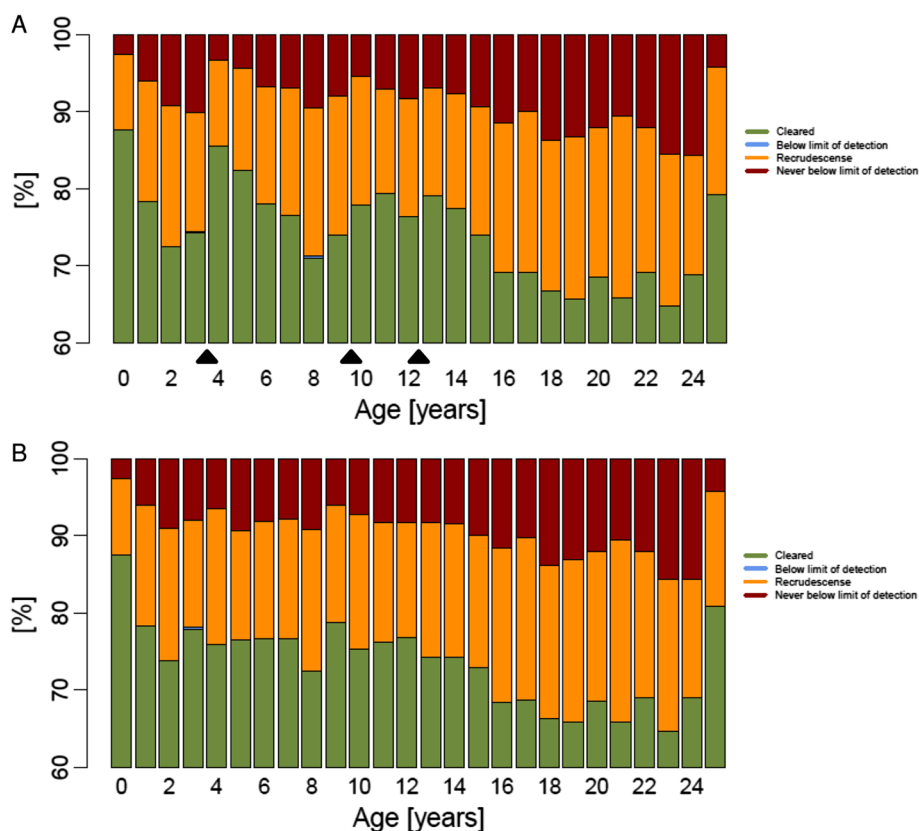 A
100
90
80
70
60
[%]
0 2 4 6 8 10 12 14 16 18 20 22 24
Age [years]
Cleared
Below limit of detection
Recrudescense
Never below limit of detection
B
100
90
80
70
60
[%]
0 2 4 6 8 10 12 14 16 18 20 22 24
Age [years]
Cleared
Below limit of detection
Recrudescense
Never below limit of detection